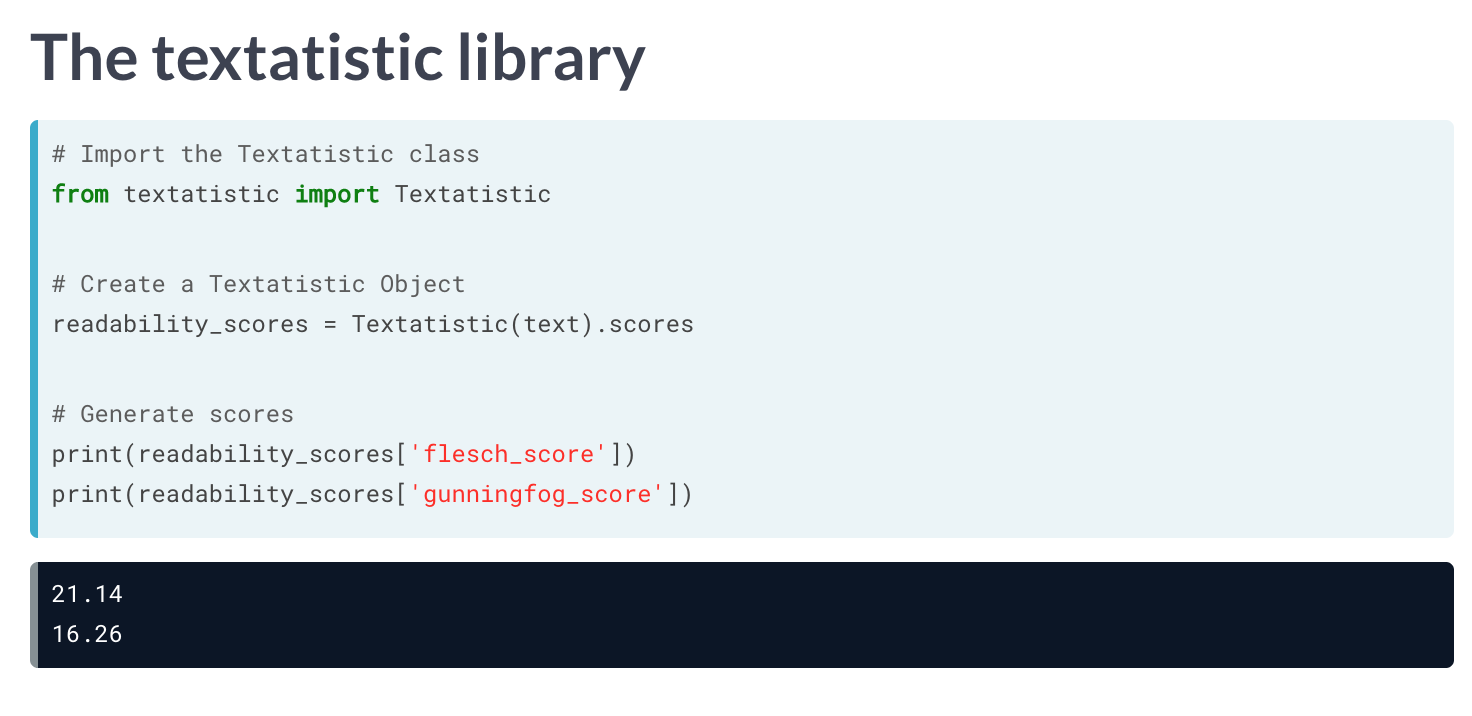 The textatistic library
# Import the Textatistic class
from textatistic import Textatistic
# Create a Textatistic Object
readability_scores = Textatistic(text).scores
# Generate scores
print(readability_scores['flesch_score'])
print(readability_scores['gunningfog_score'])
21.14
16.26